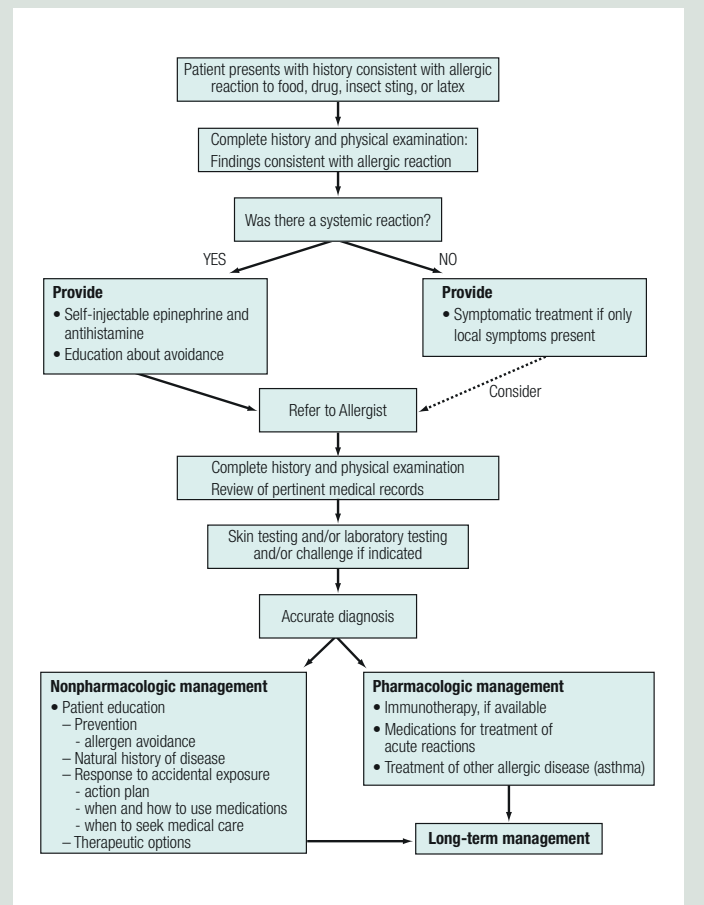 Patient presents with history consistent with allergic
reaction to food, drug, insect sting, or latex
Complete history and physical examination:
Findings consistent with allergic reaction
Was there a systemic reaction?
YES
NO
Provide
• Self-injectable epinephrine and
antihistamine
• Education about avoidance
Provide
• Symptomatic treatment if only
local symptoms present
Consider
Refer to Allergist
Complete history and physical examination
Review of pertinent medical records
Skin testing and/or laboratory testing
and/or challenge if indicated
Accurate diagnosis
Nonpharmacologic management
• Patient education
– Prevention
- allergen avoidance
– Natural history of disease
– Response to accidental exposure
- action plan
- when and how to use medications
- when to seek medical care
– Therapeutic options
Pharmacologic management
• Immunotherapy, if available
• Medications for treatment of
acute reactions
• Treatment of other allergic disease (asthma)
Long-term management